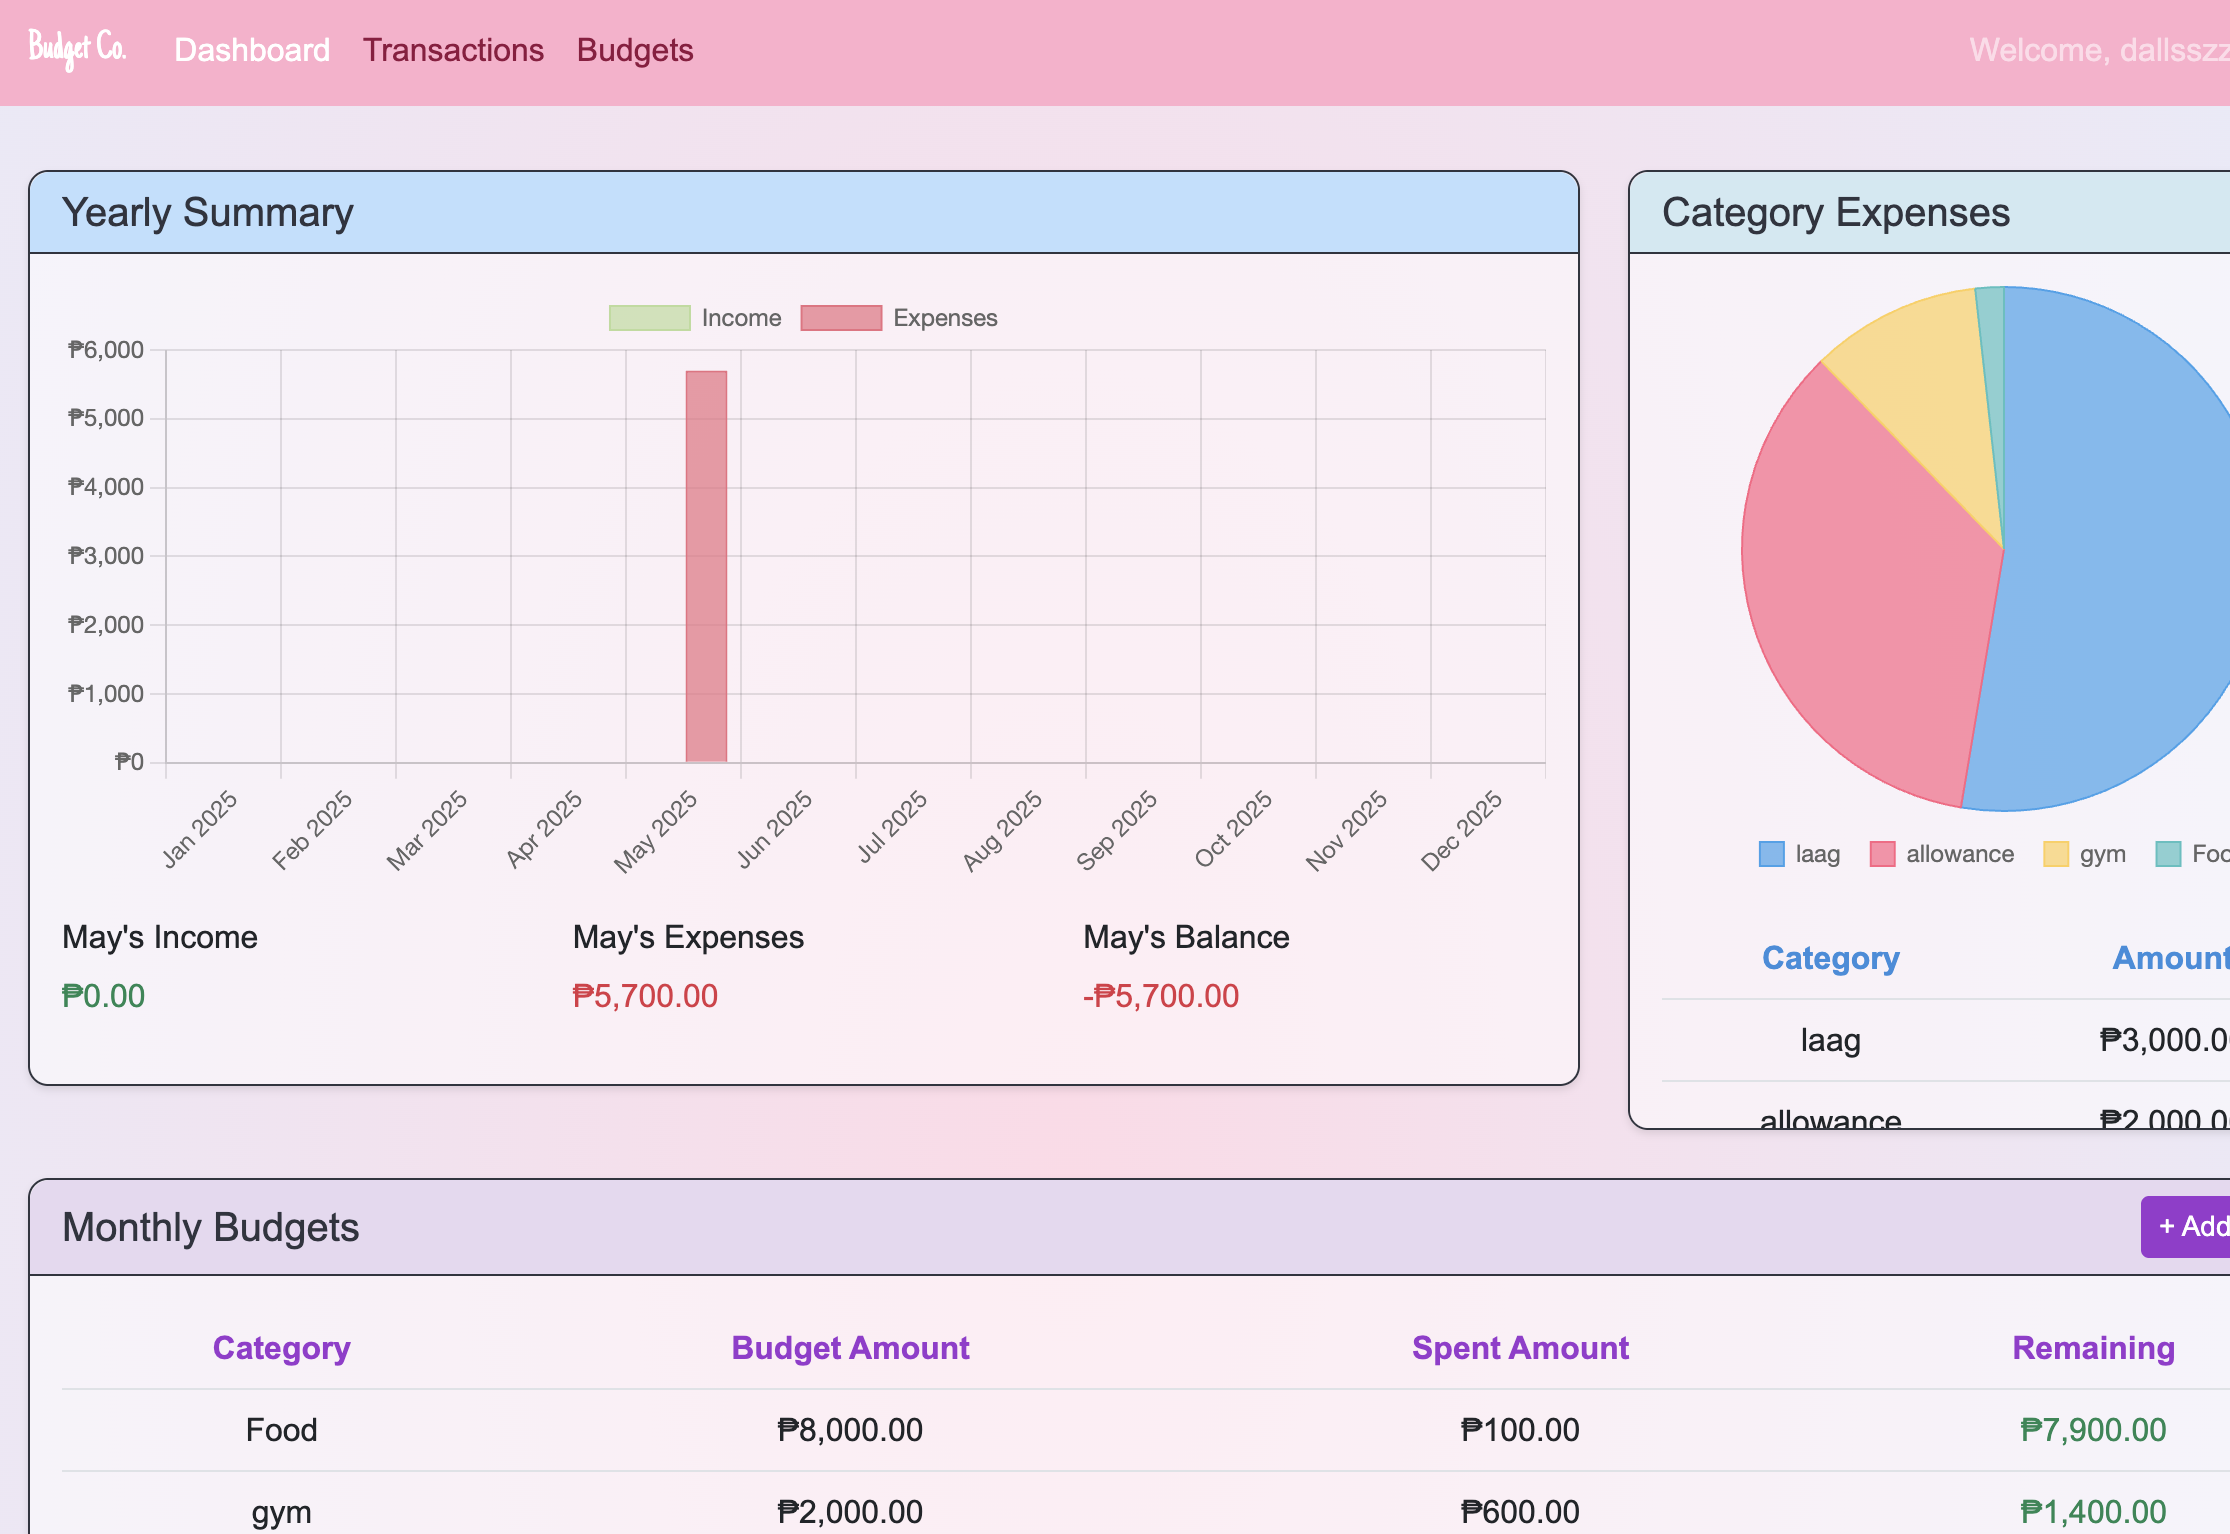 Budget Co. Dashboard Transactions Budgets Welcome, dallsszz
Yearly Summary
Income Expenses
₱6,000
₱5,000
₱4,000
₱3,000
₱2,000
₱1,000
₱0
Jan 2025 Feb 2025 Mar 2025 Apr 2025 May 2025 Jun 2025 Jul 2025 Aug 2025 Sep 2025 Oct 2025 Nov 2025 Dec 2025
May's Income May's Expenses May's Balance
₱0.00 ₱5,700.00 -₱5,700.00
Category Expenses
laag allowance gym Foo
Category Amount
laag ₱3,000.0
allowance ₱2,000.0
Monthly Budgets + Add
Category Budget Amount Spent Amount Remaining
Food ₱8,000.00 ₱100.00 ₱7,900.00
gym ₱2,000.00 ₱600.00 ₱1,400.00